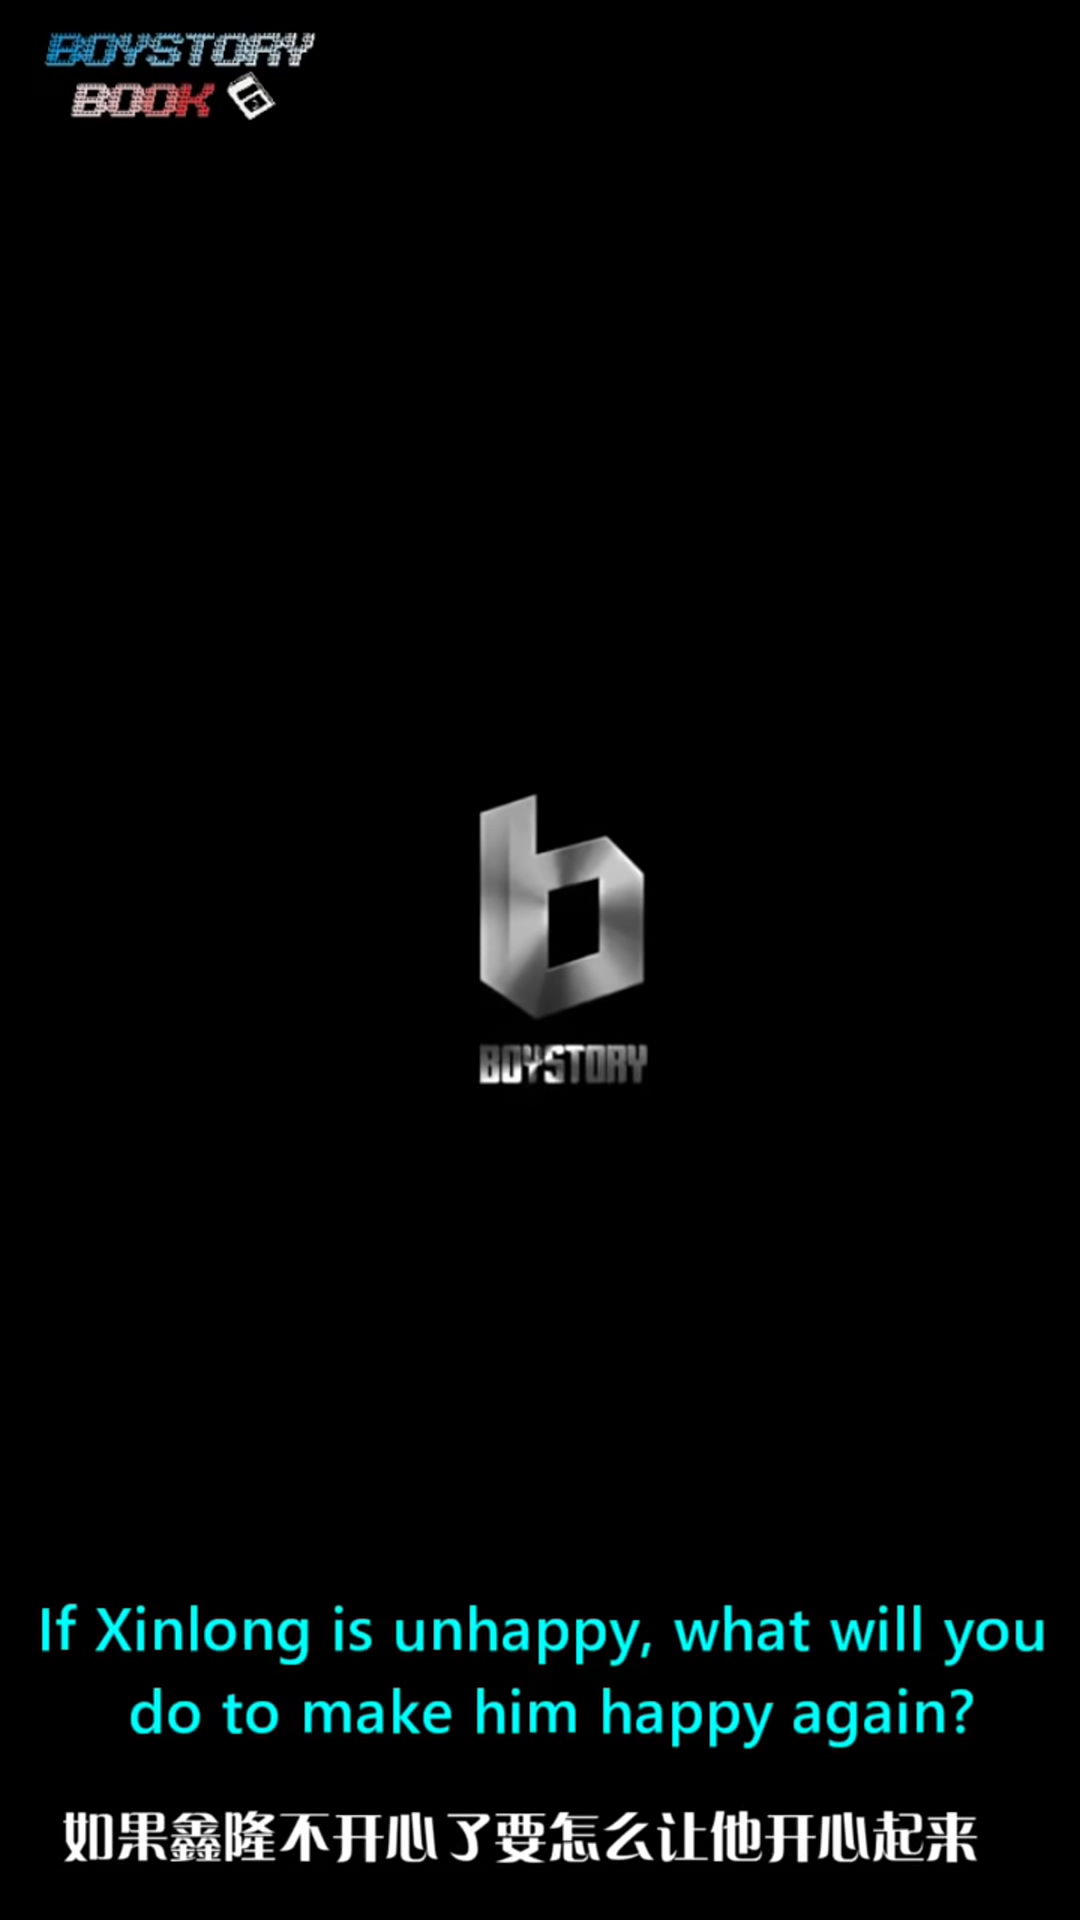 BOYSTORY
BOOK
BOYSTORY
If Xinlong is unhappy, what will you
do to make him happy again?
如果鑫隆不开心了要怎么让他开心起来